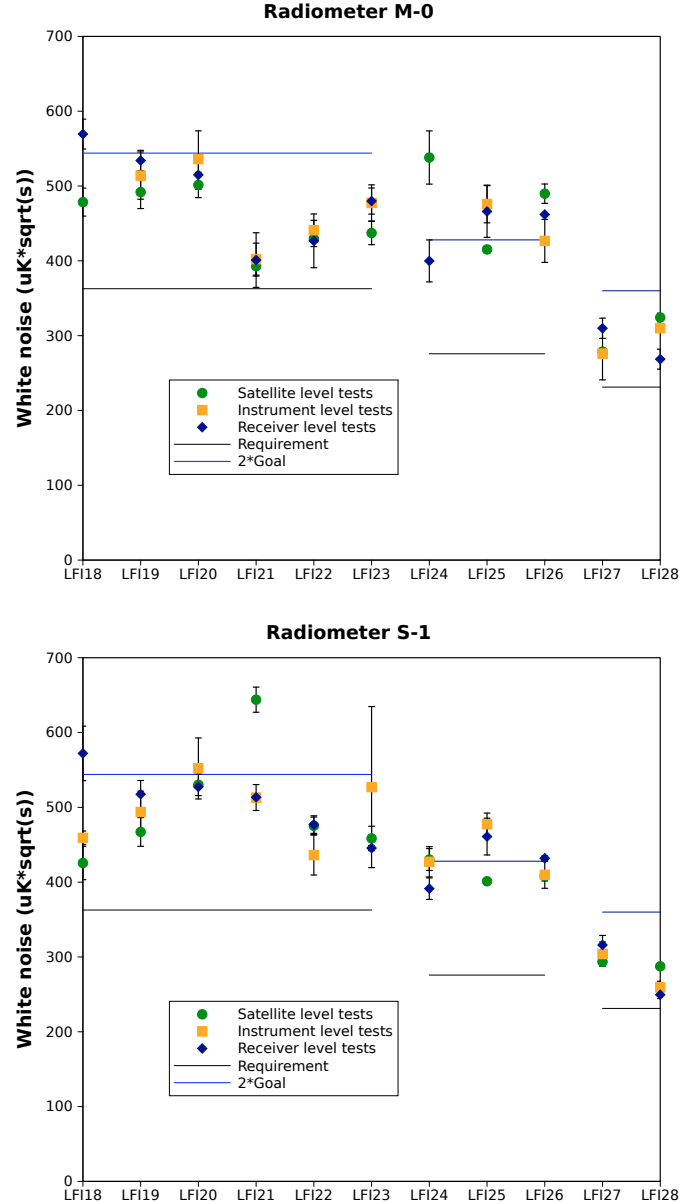 Radiometer M-0
White noise (uK*sqrt(s))
700
600
500
400
300
200
100
0
Satellite level tests
Instrument level tests
Receiver level tests
Requirement
2*Goal
LFI18 LFI19 LFI20 LFI21 LFI22 LFI23 LFI24 LFI25 LFI26 LFI27 LFI28
Radiometer S-1
White noise (uK*sqrt(s))
700
600
500
400
300
200
100
0
Satellite level tests
Instrument level tests
Receiver level tests
Requirement
2*Goal
LFI18 LFI19 LFI20 LFI21 LFI22 LFI23 LFI24 LFI25 LFI26 LFI27 LFI28